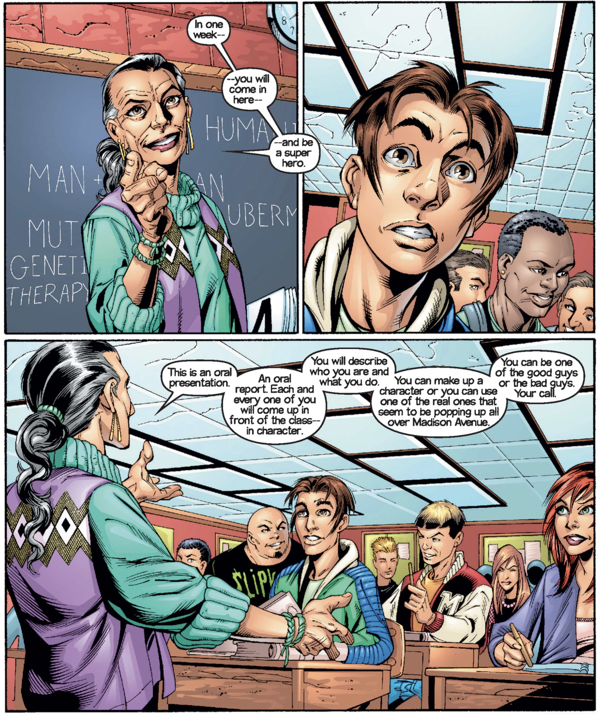 In one
week--
--you will
come in
here--
--and be
a super
hero.
HUMAN
MAN +
AN
UBERM
MUT
GENETI
THERAPY
This is an oral
presentation.
An oral
report. Each and
every one of you
will come up in
front of the class--
in character.
You will describe
who you are and
what you do.
You can make up a
character or you can use
one of the real ones that
seem to be popping up all
over Madison Avenue.
You can be one
of the good guys
or the bad guys.
Your call.
SLIPK
M